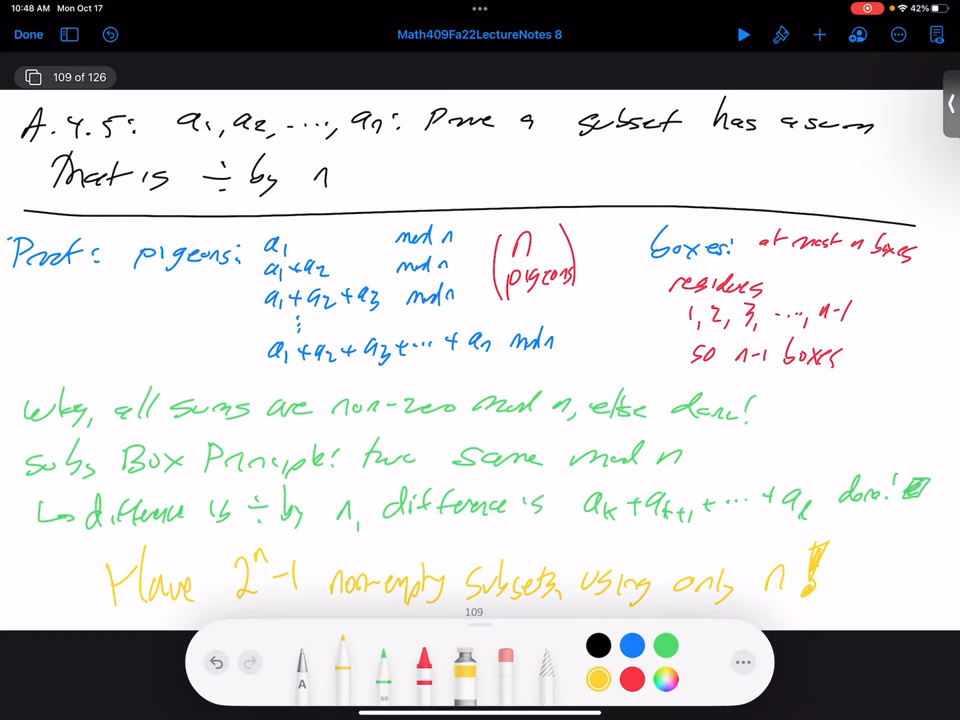 10:48 AM Mon Oct 17
42%
Done
Math409Fa22LectureNotes 8
109 of 126
A.4.5: a₁, a₂, ..., aₙ: Prove a subset has a sum
that is ÷ by n
Proof: pigeons: a₁ mod n
a₁+a₂ mod n
a₁+a₂+a₃ mod n
⋮
a₁+a₂+a₃+⋯+aₙ mod n
(n pigeons)
boxes: at most n boxes
residues
1, 2, 3, ..., n-1
so n-1 boxes
WLOG, all sums are non-zero mod n, else done!
So by Box Principle: two same mod n
↳ difference is ÷ by n, difference is aₖ+aₖ₊₁+⋯+aₗ done!
Have 2ⁿ-1 non-empty subsets, using only n!
109
A
50